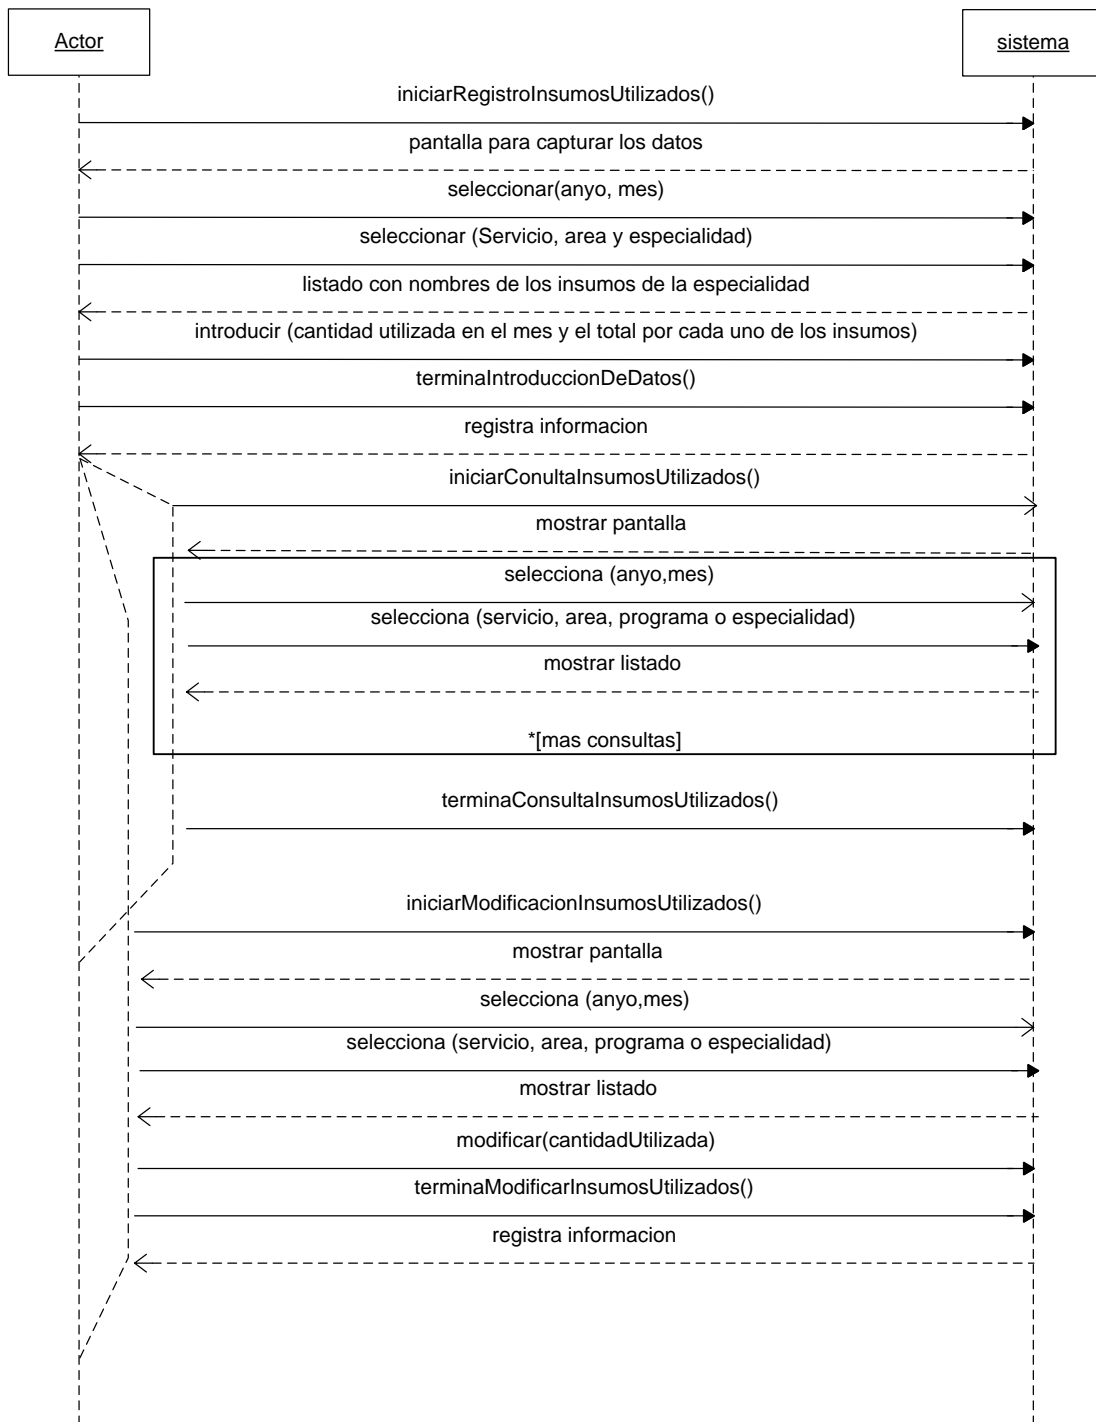 Actor
sistema
iniciarRegistroInsumosUtilizados()
pantalla para capturar los datos
seleccionar(anyo, mes)
seleccionar (Servicio, area y especialidad)
listado con nombres de los insumos de la especialidad
introducir (cantidad utilizada en el mes y el total por cada uno de los insumos)
terminaIntroduccionDeDatos()
registra informacion
iniciarConultaInsumosUtilizados()
mostrar pantalla
selecciona (anyo,mes)
selecciona (servicio, area, programa o especialidad)
mostrar listado
*[mas consultas]
terminaConsultaInsumosUtilizados()
iniciarModificacionInsumosUtilizados()
mostrar pantalla
selecciona (anyo,mes)
selecciona (servicio, area, programa o especialidad)
mostrar listado
modificar(cantidadUtilizada)
terminaModificarInsumosUtilizados()
registra informacion